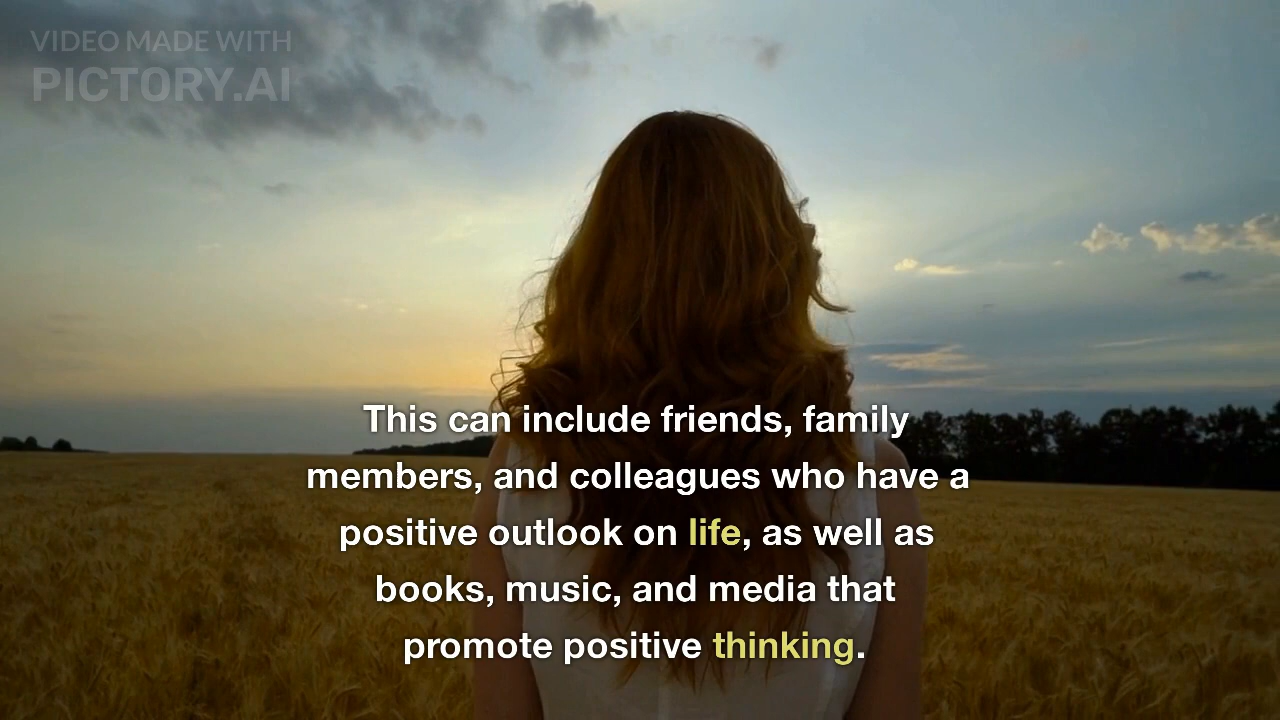 VIDEO MADE WITH
PICTORY.AI
This can include friends, family
members, and colleagues who have a
positive outlook on life, as well as
books, music, and media that
promote positive thinking.